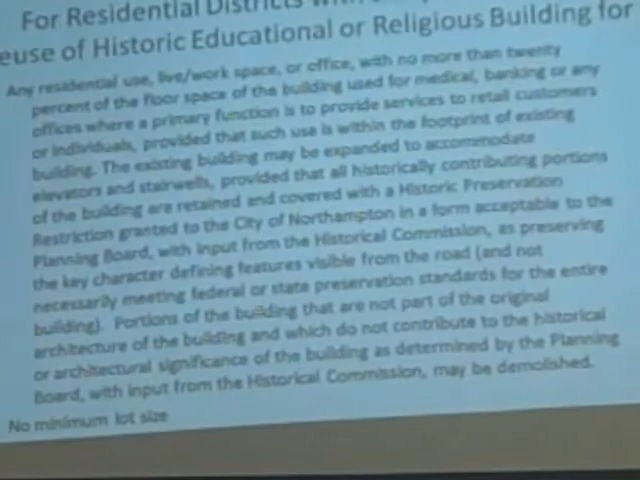 For Residential Districts
euse of Historic Educational or Religious Building for
Any residential use, live/work space, or office, with no more than twenty
percent of the floor space of the building used for medical, banking or any
offices where a primary function is to provide services to retail customers
or individuals, provided that such use is within the footprint of existing
building. The existing building may be expanded to accommodate
elevators and stairwells, provided that all historically contributing portions
of the building are retained and covered with a Historic Preservation
Restriction granted to the City of Northampton in a form acceptable to the
Planning Board, with input from the Historical Commission, as preserving
the key character defining features visible from the road (and not
necessarily meeting federal or state preservation standards for the entire
building). Portions of the building that are not part of the original
architecture of the building and which do not contribute to the historical
or architectural significance of the building as determined by the Planning
Board, with input from the Historical Commission, may be demolished.
No minimum lot size